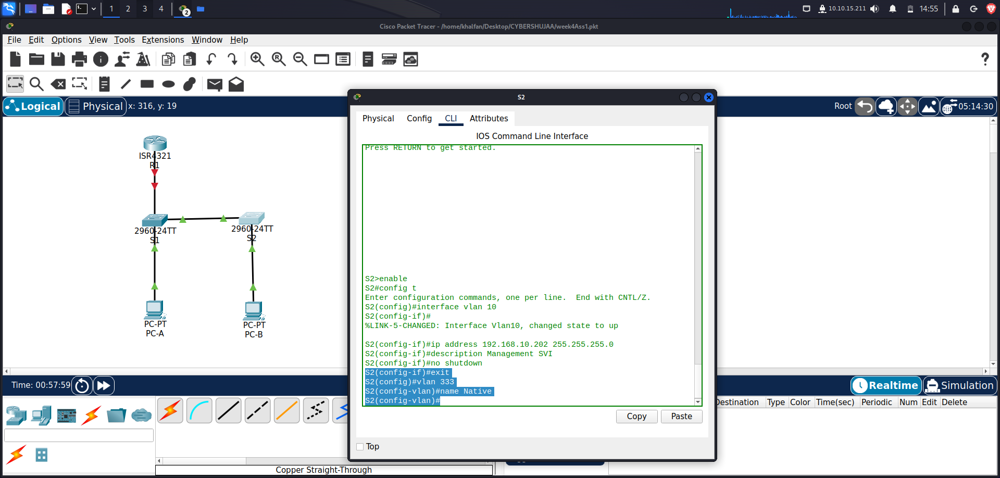 1 2 3 4 2 10.10.15.211 14:55
Cisco Packet Tracer - /home/khalfan/Desktop/CYBERSHUJAA/week4Ass1.pkt
File Edit Options View Tools Extensions Window Help
Logical Physical x: 316, y: 19 Root 05:14:30
ISR4321
R1
2960-24TT
S1
2960-24TT
S2
PC-PT
PC-A
PC-PT
PC-B
S2
Physical Config CLI Attributes
IOS Command Line Interface
Press RETURN to get started.
S2>enable
S2#config t
Enter configuration commands, one per line.  End with CNTL/Z.
S2(config)#interface vlan 10
S2(config-if)#
%LINK-5-CHANGED: Interface Vlan10, changed state to up
S2(config-if)#ip address 192.168.10.202 255.255.255.0
S2(config-if)#description Management SVI
S2(config-if)#no shutdown
S2(config-if)#exit
S2(config)#vlan 333
S2(config-vlan)#name Native
S2(config-vlan)#
Copy Paste
Top
Time: 00:57:59 Realtime Simulation
Destination Type Color Time(sec) Periodic Num Edit Delete
Copper Straight-Through